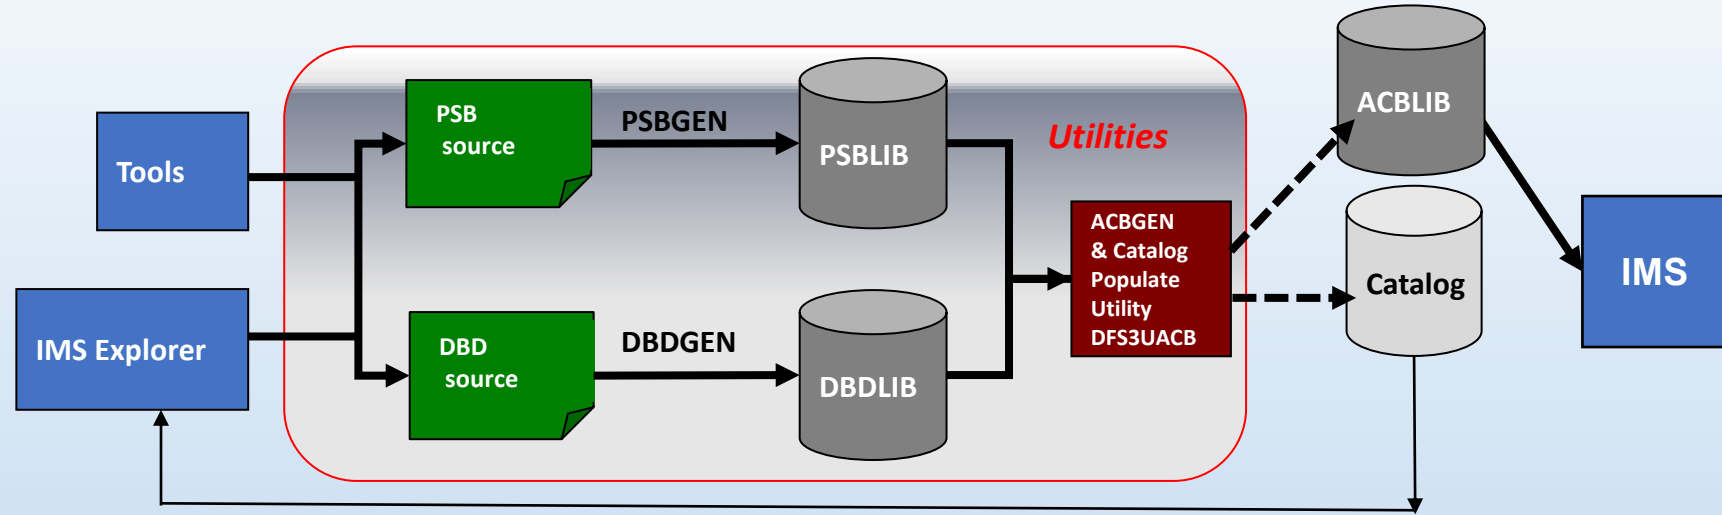 Tools
IMS Explorer
PSB
source
PSBGEN
PSBLIB
DBD
source
DBDGEN
DBDLIB
Utilities
ACBGEN
& Catalog
Populate
Utility
DFS3UACB
ACBLIB
Catalog
IMS